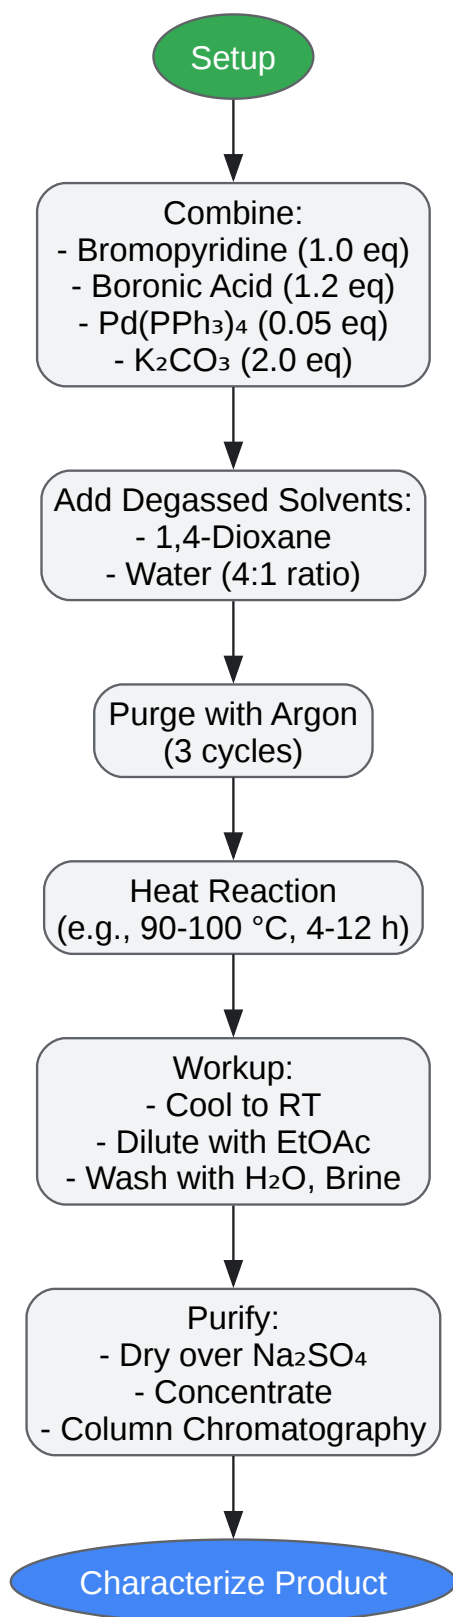 Setup
Combine:
- Bromopyridine (1.0 eq)
- Boronic Acid (1.2 eq)
- Pd(PPh₃)₄ (0.05 eq)
- K₂CO₃ (2.0 eq)
Add Degassed Solvents:
- 1,4-Dioxane
- Water (4:1 ratio)
Purge with Argon
(3 cycles)
Heat Reaction
(e.g., 90-100 °C, 4-12 h)
Workup:
- Cool to RT
- Dilute with EtOAc
- Wash with H₂O, Brine
Purify:
- Dry over Na₂SO₄
- Concentrate
- Column Chromatography
Characterize Product